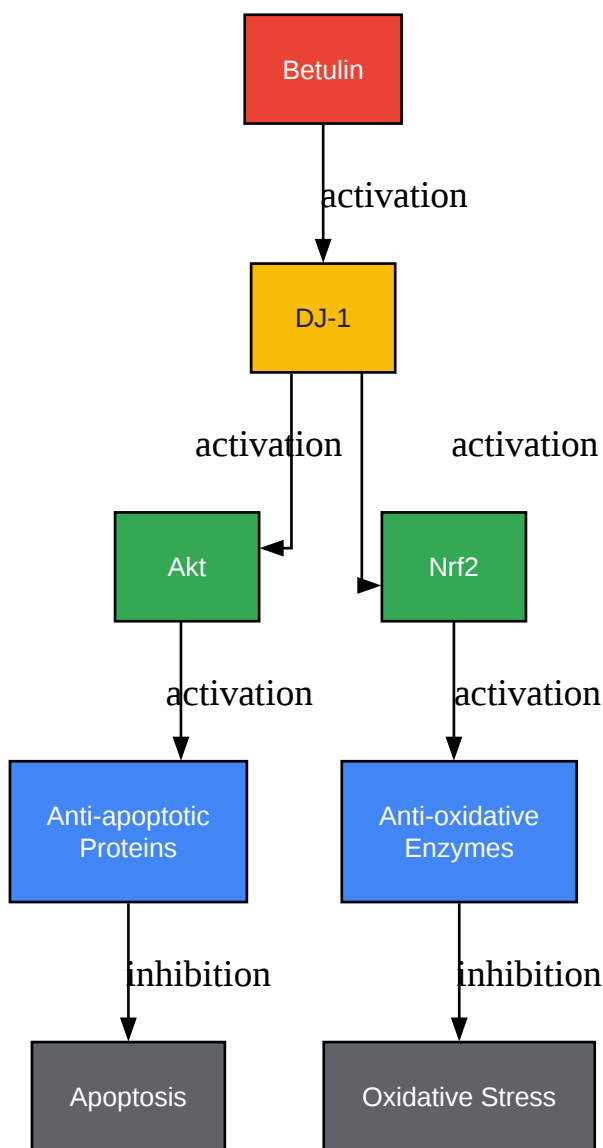 Betulin
activation
DJ-1
activation
activation
Akt
Nrf2
activation
activation
Anti-apoptotic
Proteins
Anti-oxidative
Enzymes
inhibition
inhibition
Apoptosis
Oxidative Stress